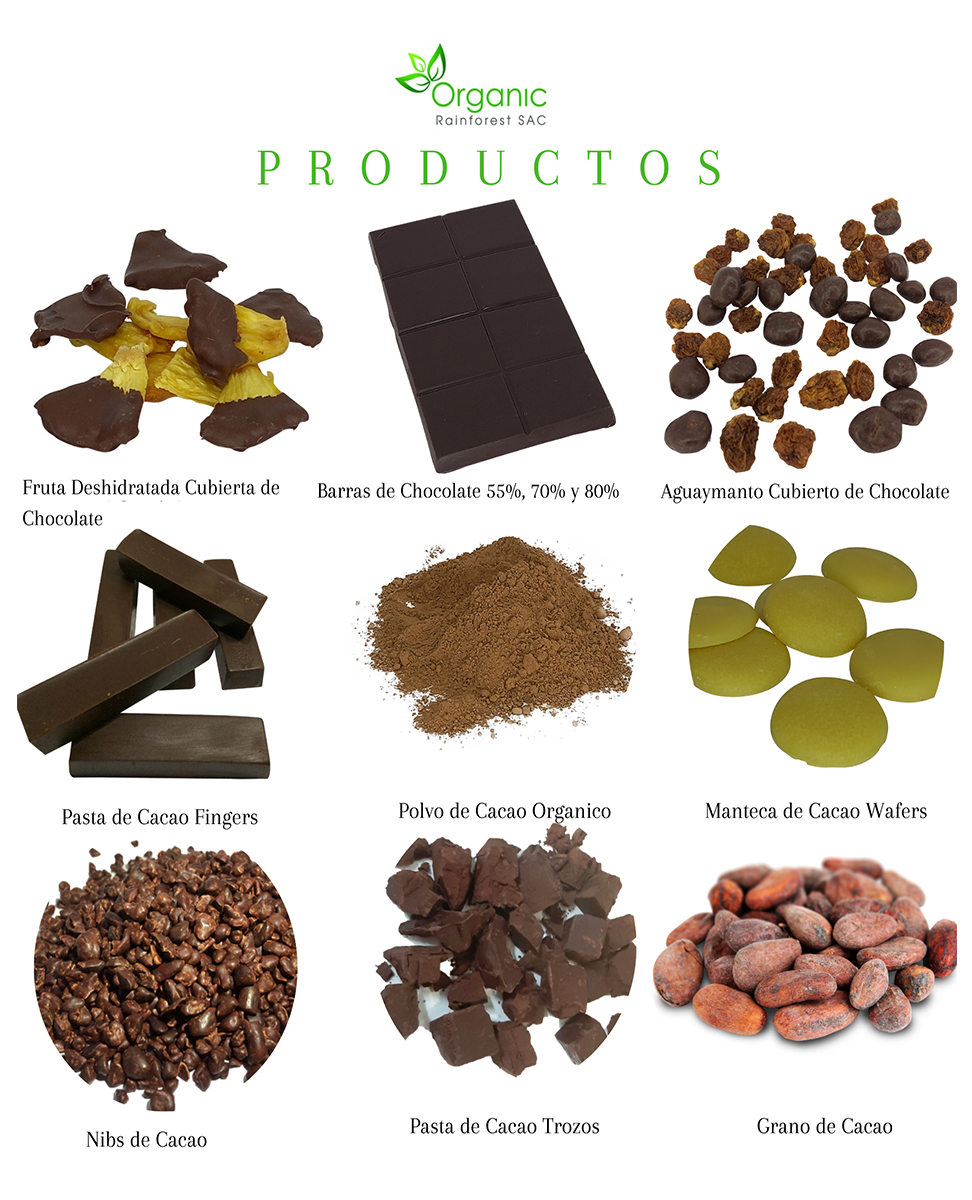 Organic
Rainforest SAC
PRODUCTOS
Fruta Deshidratada Cubierta de
Chocolate
Barras de Chocolate 55%, 70% y 80%
Aguaymanto Cubierto de Chocolate
Pasta de Cacao Fingers
Polvo de Cacao Organico
Manteca de Cacao Wafers
Nibs de Cacao
Pasta de Cacao Trozos
Grano de Cacao